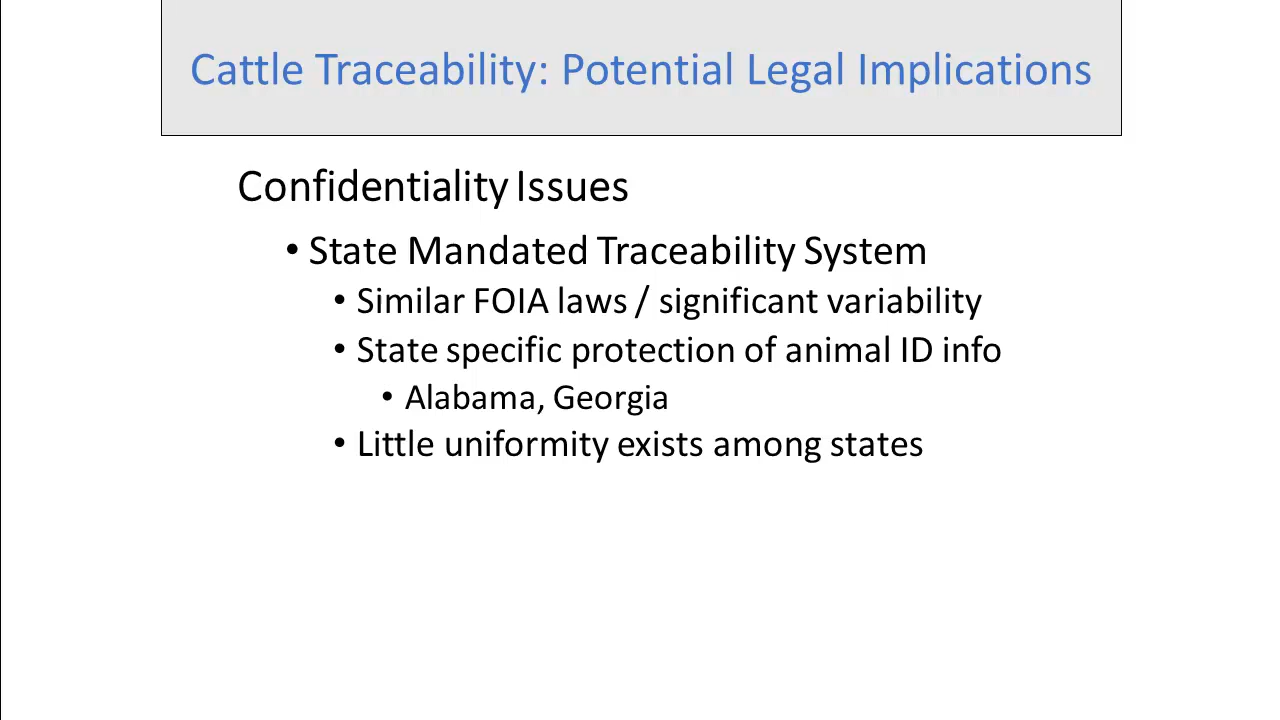 Cattle Traceability: Potential Legal Implications
Confidentiality Issues
• State Mandated Traceability System
• Similar FOIA laws / significant variability
• State specific protection of animal ID info
• Alabama, Georgia
• Little uniformity exists among states